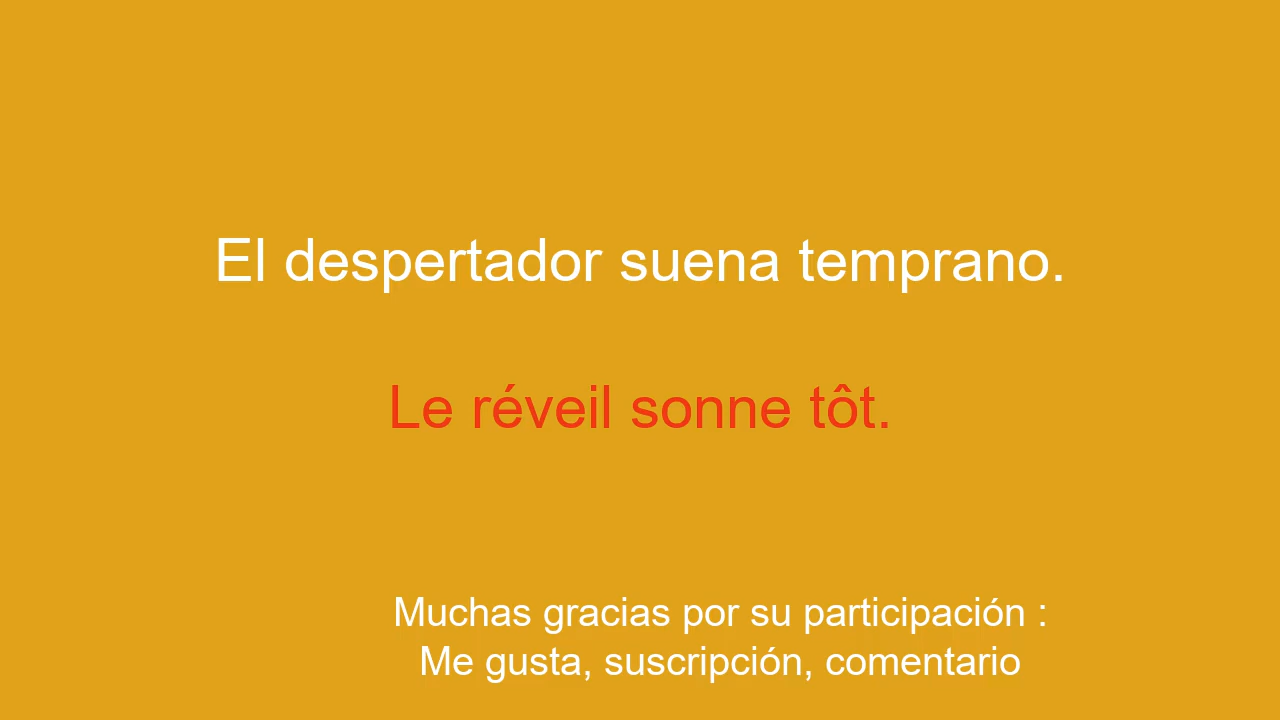 El despertador suena temprano.
Le réveil sonne tôt.
Muchas gracias por su participación :
Me gusta, suscripción, comentario